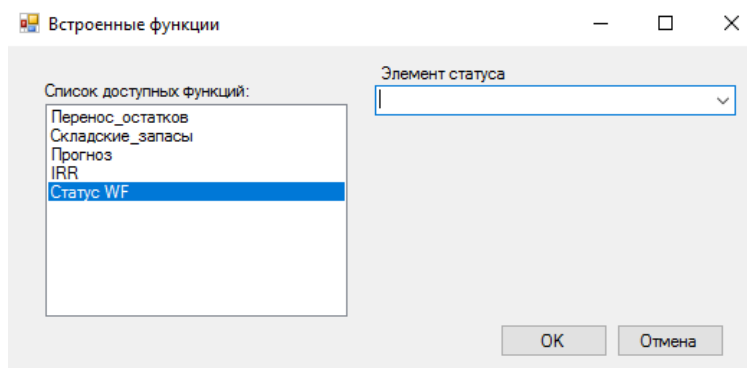 Встроенные функции
Элемент статуса
Список доступных функций:
Перенос_остатков
Складские_запасы
Прогноз
IRR
Статус WF
OK
Отмена